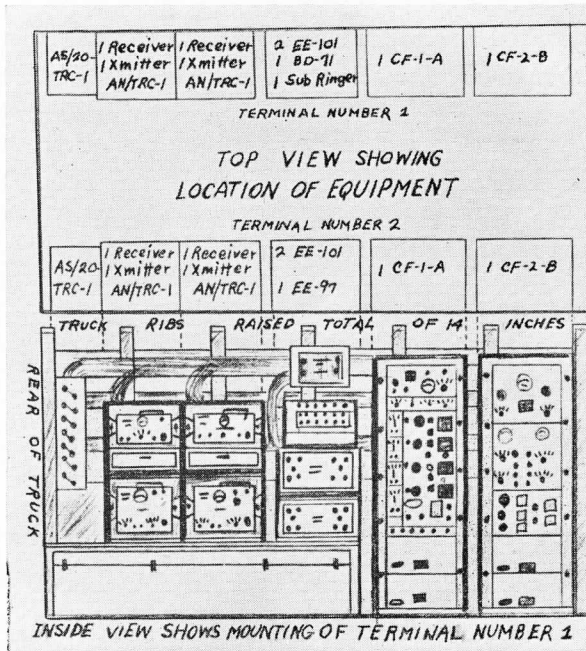 AS/20-
TRC-1
1 Receiver
1 Xmitter
AN/TRC-1
1 Receiver
1 Xmitter
AN/TRC-1
2 EE-101
1 BD-71
1 Sub Ringer
1 CF-1-A
1 CF-2-B
TERMINAL NUMBER 1
TOP VIEW SHOWING
LOCATION OF EQUIPMENT
TERMINAL NUMBER 2
AS/20-
TRC-1
1 Receiver
1 Xmitter
AN/TRC-1
1 Receiver
1 Xmitter
AN/TRC-1
2 EE-101
1 EE-97
1 CF-1-A
1 CF-2-B
TRUCK RIBS RAISED TOTAL OF 14 INCHES
REAR OF TRUCK
INSIDE VIEW SHOWS MOUNTING OF TERMINAL NUMBER 1